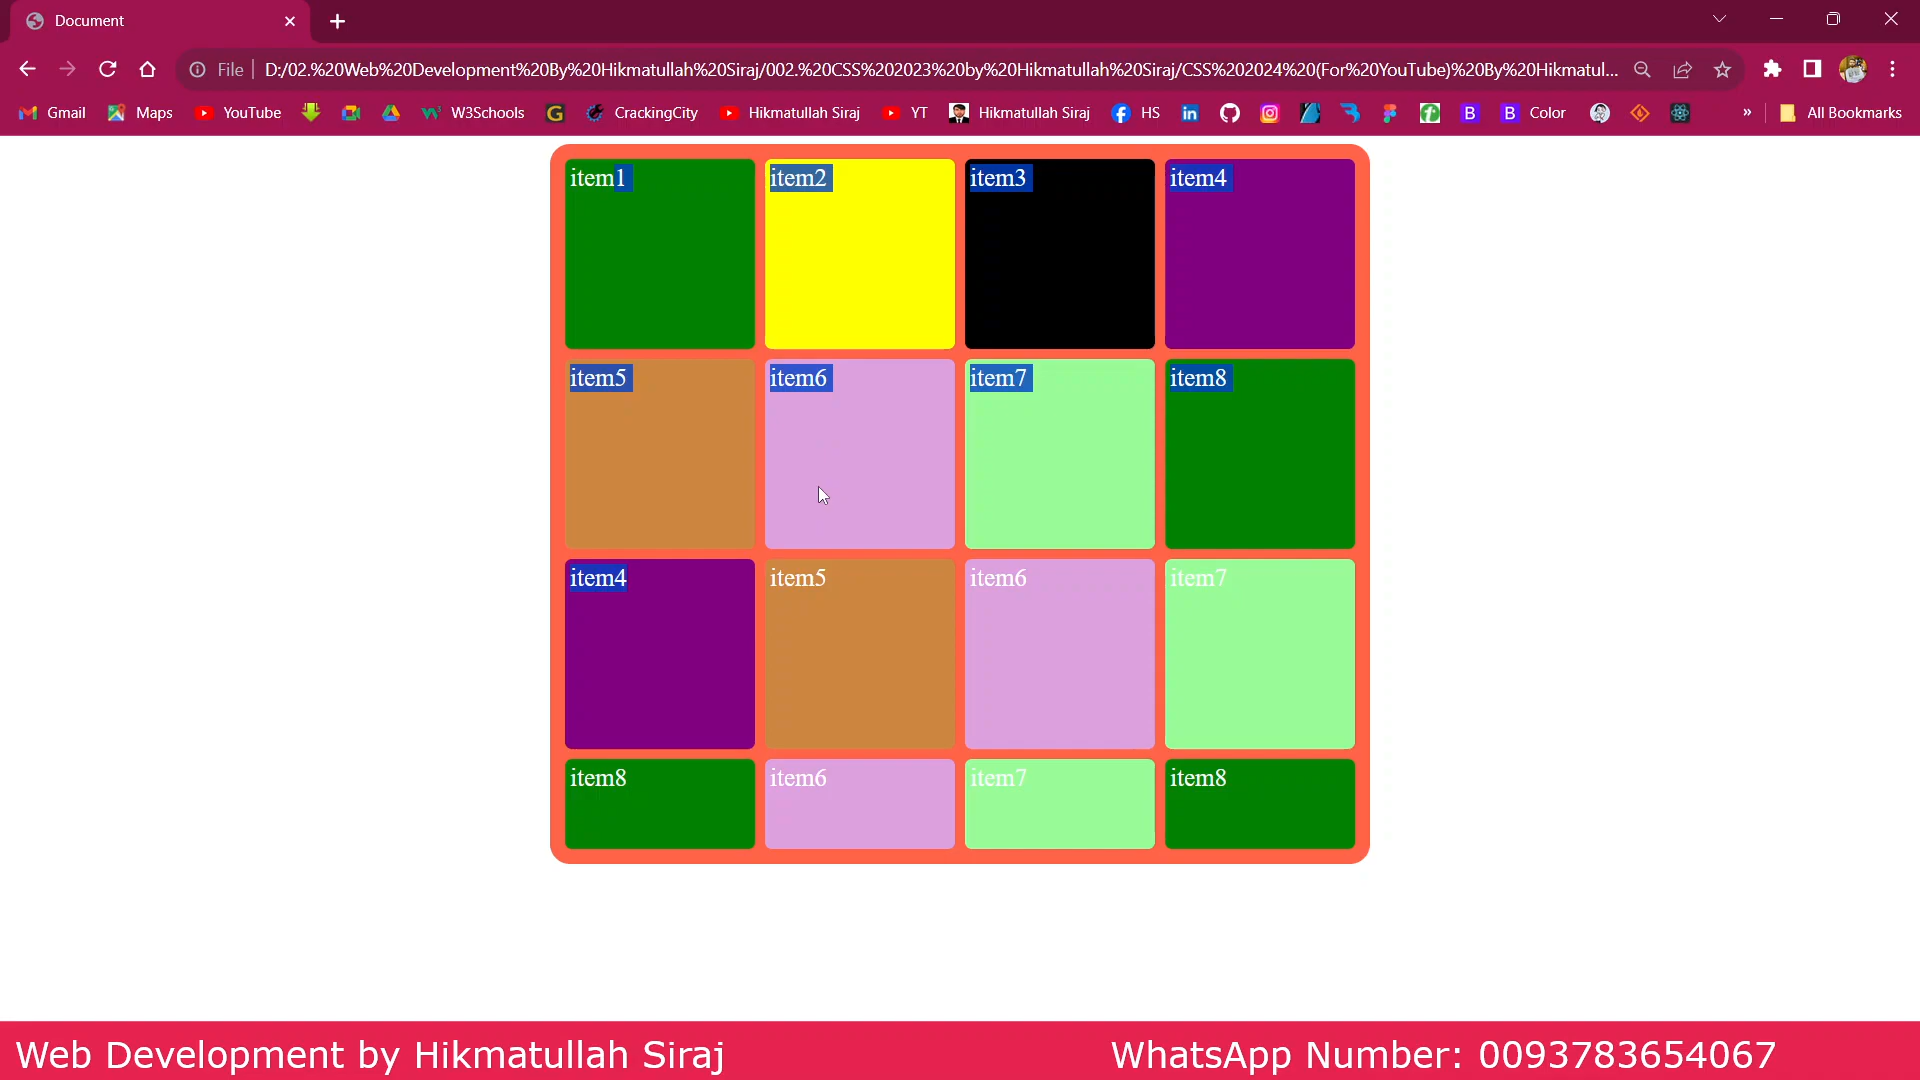 Document
File
D:/02.%20Web%20Development%20By%20Hikmatullah%20Siraj/002.%20CSS%202023%20by%20Hikmatullah%20Siraj/CSS%202024%20(For%20YouTube)%20By%20Hikmatul...
Gmail Maps YouTube W3Schools CrackingCity Hikmatullah Siraj YT Hikmatullah Siraj HS Color » All Bookmarks
item1 item2 item3 item4
item5 item6 item7 item8
item4 item5 item6 item7
item8 item6 item7 item8
Web Development by Hikmatullah Siraj WhatsApp Number: 0093783654067